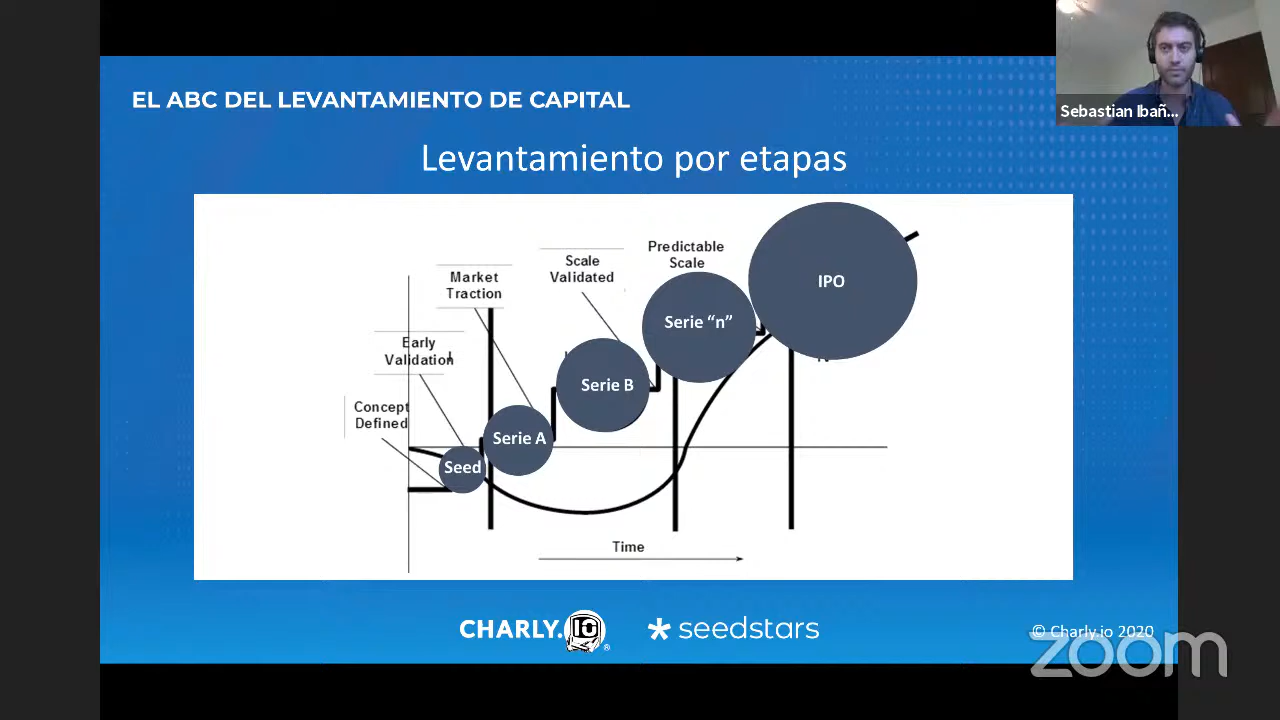 Sebastian Ibañ...
EL ABC DEL LEVANTAMIENTO DE CAPITAL
Levantamiento por etapas
Predictable
Scale
Scale
Validated
Market
Traction
Early
Validation
Concept
Defined
IPO
Serie “n”
Serie B
Serie A
Seed
Time
CHARLY.IO ®
seedstars
© Charly.io 2020
zoom